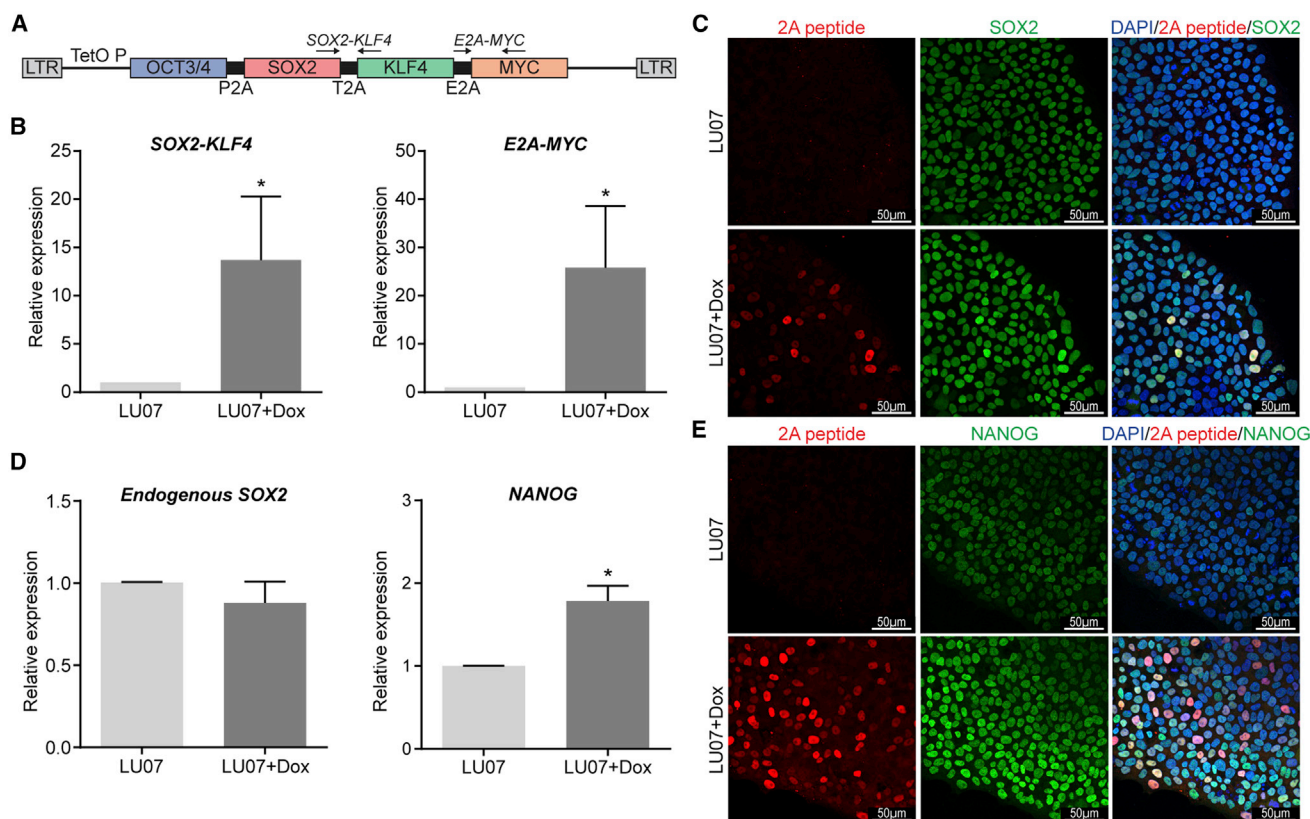 A
SOX2-KLF4 E2A-MYC
TetO P
LTR OCT3/4 SOX2 KLF4 MYC LTR
P2A T2A E2A
B
SOX2-KLF4
Relative expression
25
20
15
10
5
0
*
LU07 LU07+Dox
E2A-MYC
Relative expression
50
40
30
20
10
0
*
LU07 LU07+Dox
C
2A peptide SOX2 DAPI/2A peptide/SOX2
LU07
50µm 50µm 50µm
LU07+Dox
50µm 50µm 50µm
D
Endogenous SOX2
Relative expression
1.5
1.0
0.5
0.0
LU07 LU07+Dox
NANOG
Relative expression
3
2
1
0
*
LU07 LU07+Dox
E
2A peptide NANOG DAPI/2A peptide/NANOG
LU07
50µm 50µm 50µm
LU07+Dox
50µm 50µm 50µm